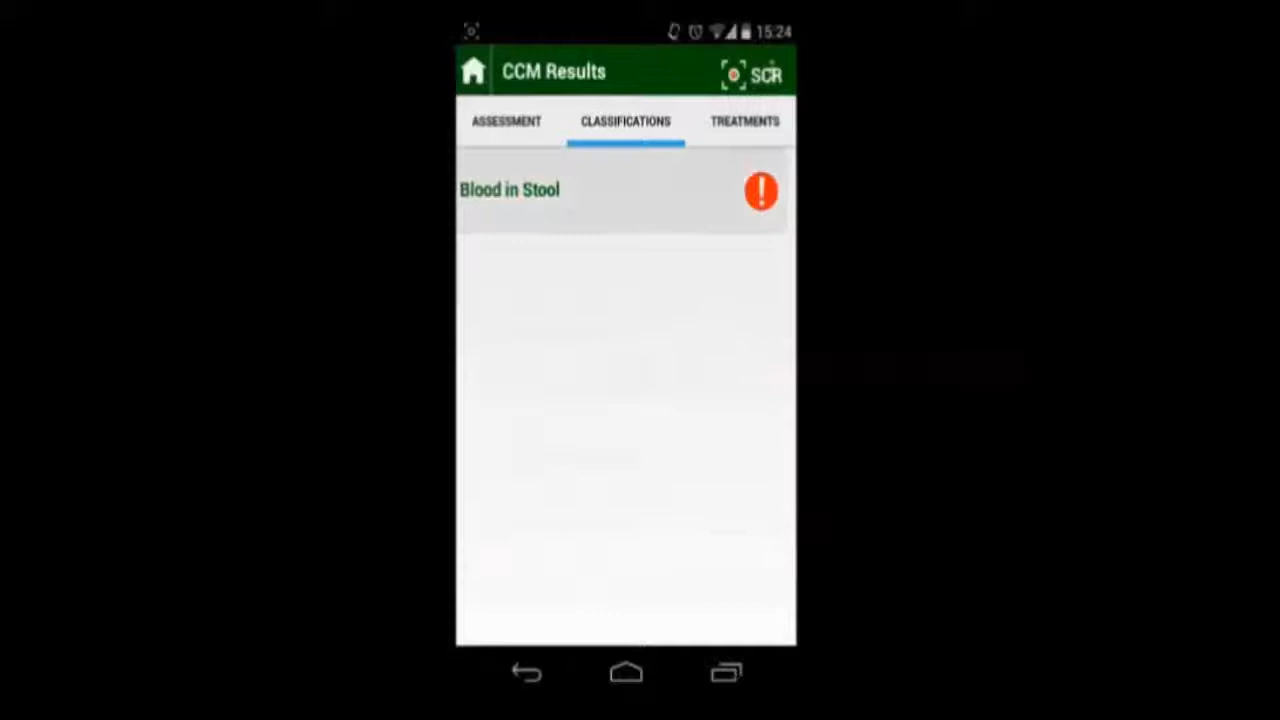 15:24
CCM Results
SCR
ASSESSMENT CLASSIFICATIONS TREATMENTS
Blood in Stool